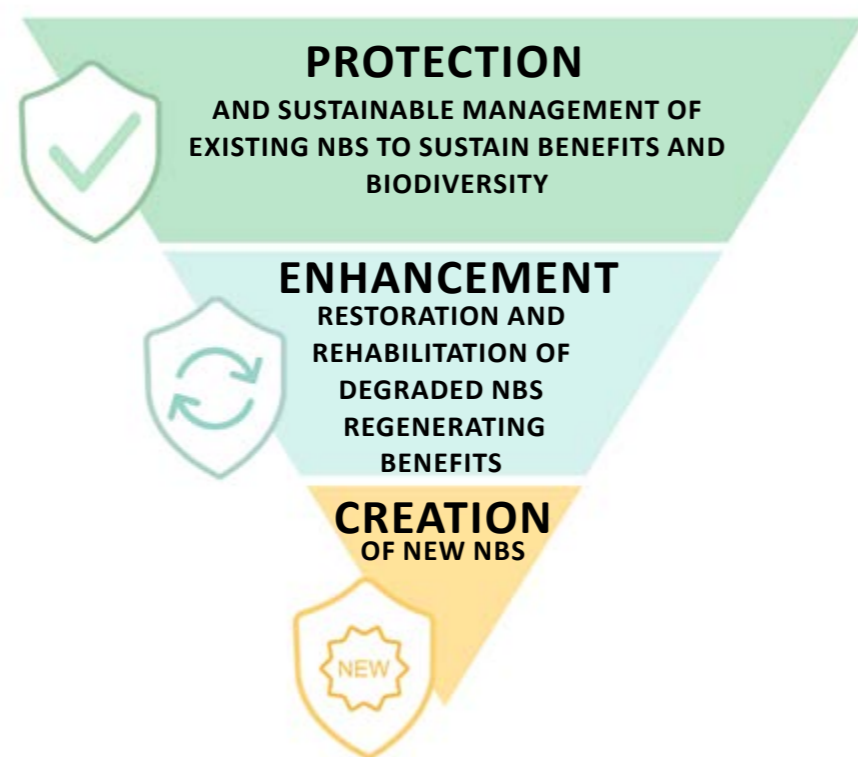 PROTECTION
AND SUSTAINABLE MANAGEMENT OF
EXISTING NBS TO SUSTAIN BENEFITS AND
BIODIVERSITY
ENHANCEMENT
RESTORATION AND
REHABILITATION OF
DEGRADED NBS
REGENERATING
BENEFITS
CREATION
OF NEW NBS
NEW